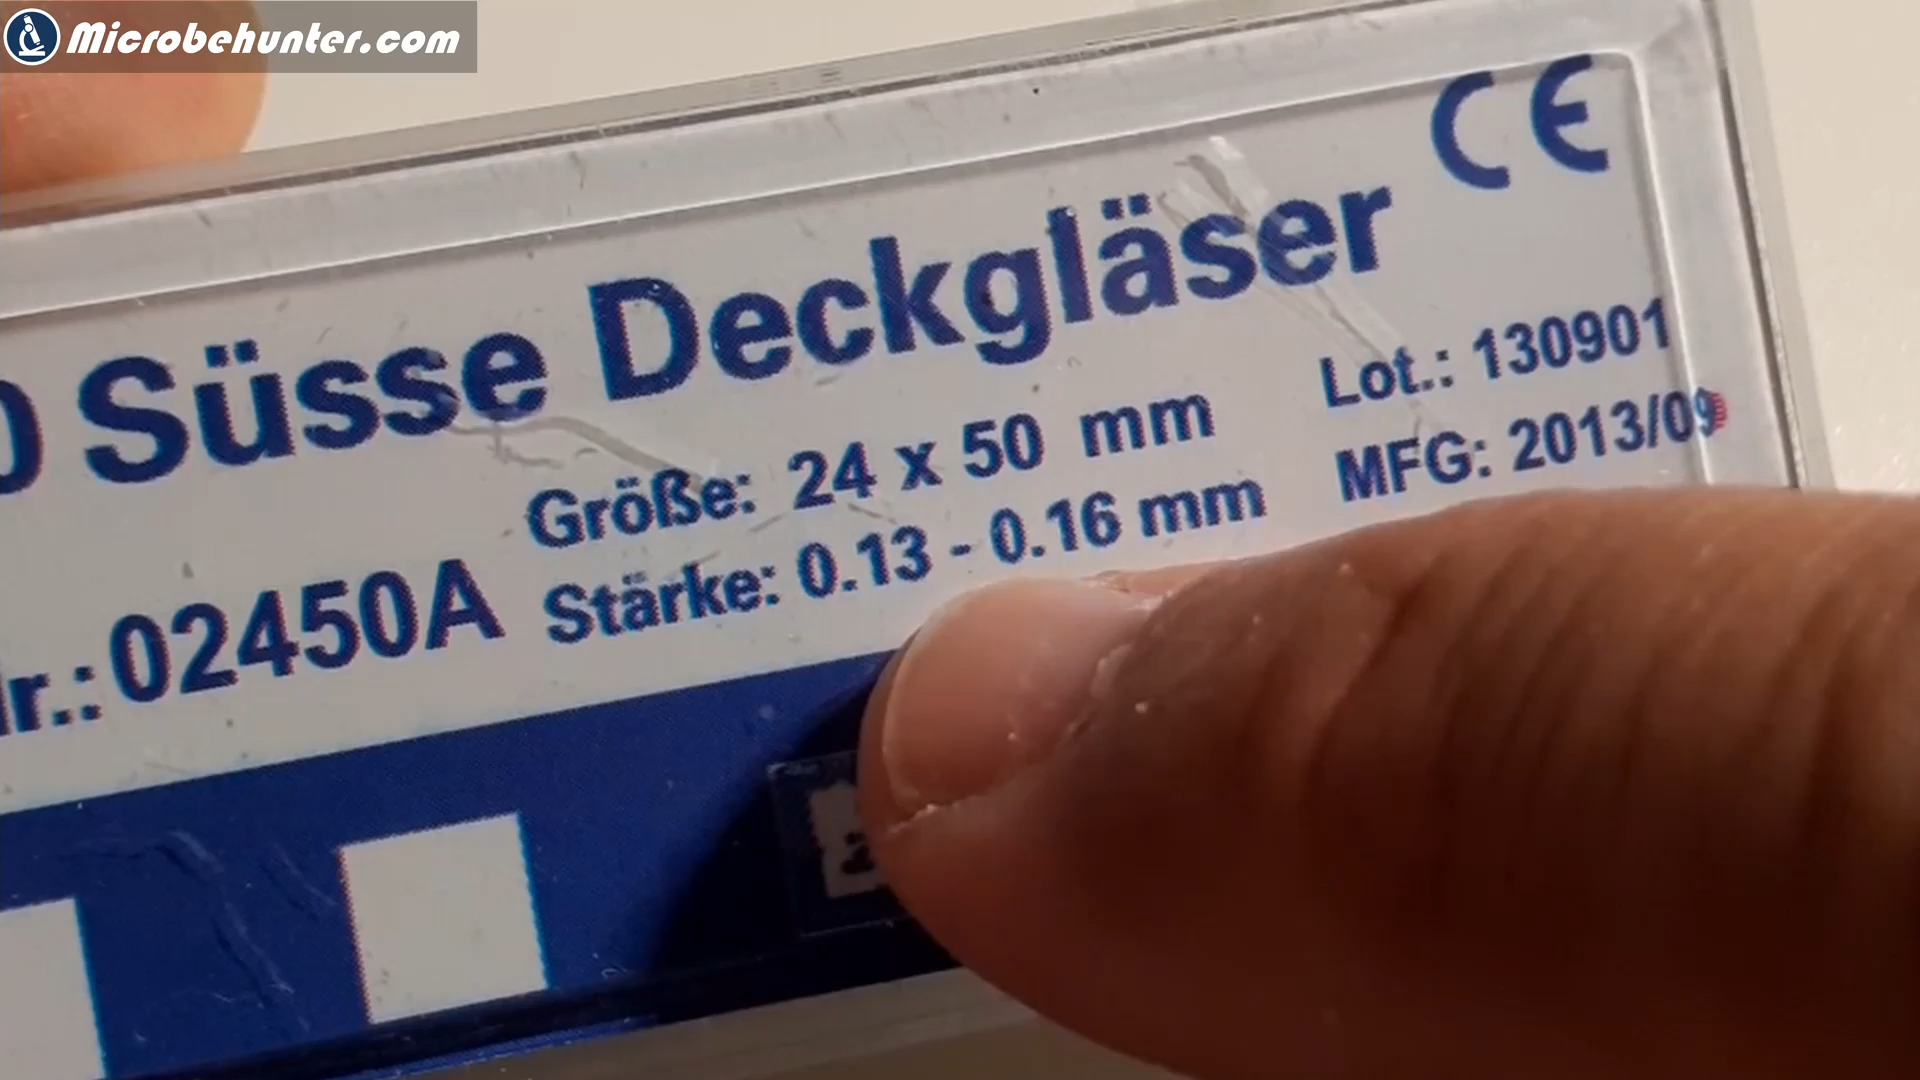 Microbehunter.com
CE
Süsse Deckgläser
Größe: 24 x 50 mm
Lot.: 130901
Stärke: 0.13 - 0.16 mm
MFG: 2013/09
02450A